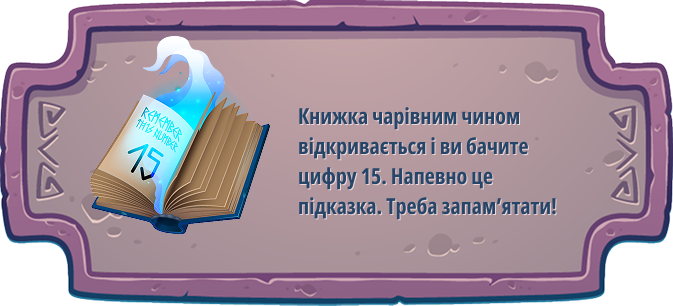 REMEMBER
THIS NUMBER
15
Книжка чарівним чином
відкривається і ви бачите
цифру 15. Напевно це
підказка. Треба запам’ятати!